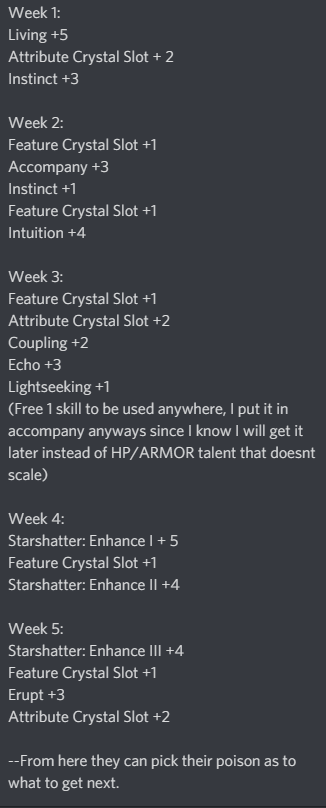 Week 1:
Living +5
Attribute Crystal Slot + 2
Instinct +3
Week 2:
Feature Crystal Slot +1
Accompany +3
Instinct +1
Feature Crystal Slot +1
Intuition +4
Week 3:
Feature Crystal Slot +1
Attribute Crystal Slot +2
Coupling +2
Echo +3
Lightseeking +1
(Free 1 skill to be used anywhere, I put it in
accompany anyways since I know I will get it
later instead of HP/ARMOR talent that doesnt
scale)
Week 4:
Starshatter: Enhance I + 5
Feature Crystal Slot +1
Starshatter: Enhance II +4
Week 5:
Starshatter: Enhance III +4
Feature Crystal Slot +1
Erupt +3
Attribute Crystal Slot +2
--From here they can pick their poison as to
what to get next.